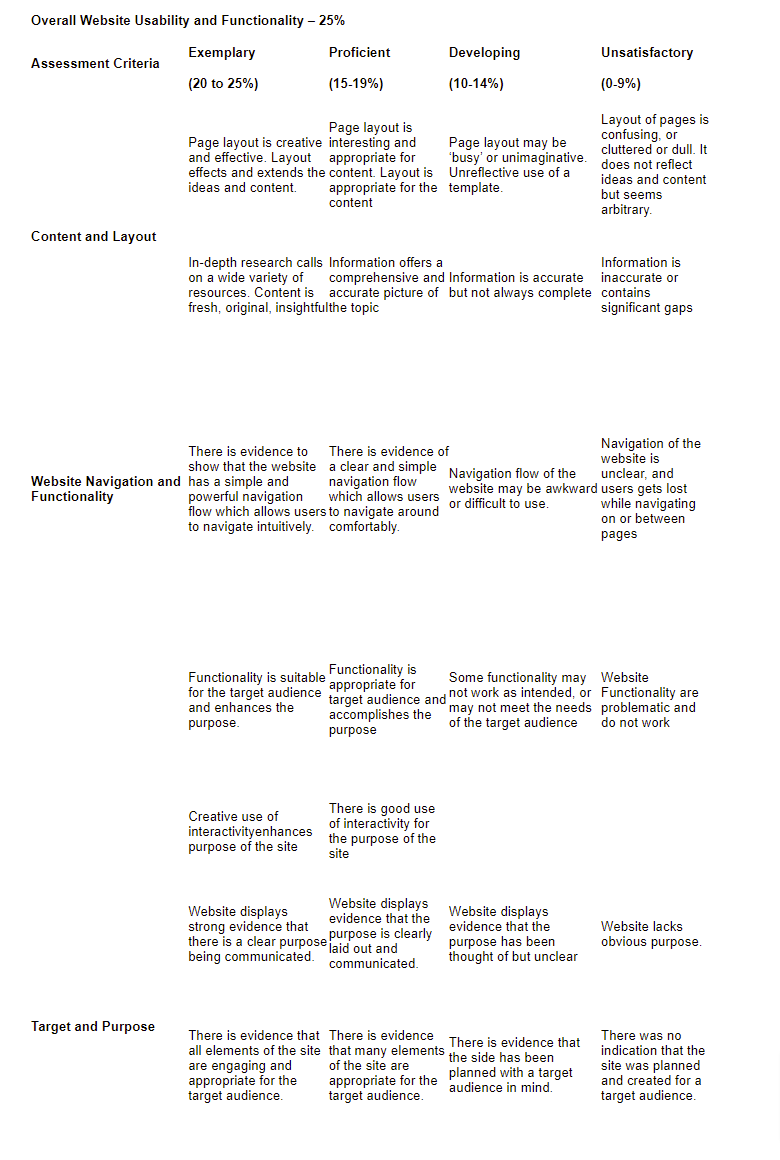 Overall Website Usability and Functionality – 25%
Assessment Criteria
Exemplary
(20 to 25%)
Proficient
(15-19%)
Developing
(10-14%)
Unsatisfactory
(0-9%)
Content and Layout
Page layout is creative
and effective. Layout
effects and extends the
ideas and content.
Page layout is
interesting and
appropriate for
content. Layout is
appropriate for the
content
Page layout may be
‘busy’ or unimaginative.
Unreflective use of a
template.
Layout of pages is
confusing, or
cluttered or dull. It
does not reflect
ideas and content
but seems
arbitrary.
In-depth research calls
on a wide variety of
resources. Content is
fresh, original, insightful
Information offers a
comprehensive and
accurate picture of
the topic
Information is accurate
but not always complete
Information is
inaccurate or
contains
significant gaps
Website Navigation and
Functionality
There is evidence to
show that the website
has a simple and
powerful navigation
flow which allows users
to navigate intuitively.
There is evidence of
a clear and simple
navigation flow
which allows users
to navigate around
comfortably.
Navigation flow of the
website may be awkward
or difficult to use.
Navigation of the
website is
unclear, and
users gets lost
while navigating
on or between
pages
Functionality is suitable
for the target audience
and enhances the
purpose.
Functionality is
appropriate for
target audience and
accomplishes the
purpose
Some functionality may
not work as intended, or
may not meet the needs
of the target audience
Website
Functionality are
problematic and
do not work
Creative use of
interactivityenhances
purpose of the site
There is good use
of interactivity for
the purpose of the
site
Target and Purpose
Website displays
strong evidence that
there is a clear purpose
being communicated.
Website displays
evidence that the
purpose is clearly
laid out and
communicated.
Website displays
evidence that the
purpose has been
thought of but unclear
Website lacks
obvious purpose.
There is evidence that
all elements of the site
are engaging and
appropriate for the
target audience.
There is evidence
that many elements
of the site are
appropriate for the
target audience.
There is evidence that
the side has been
planned with a target
audience in mind.
There was no
indication that the
site was planned
and created for a
target audience.